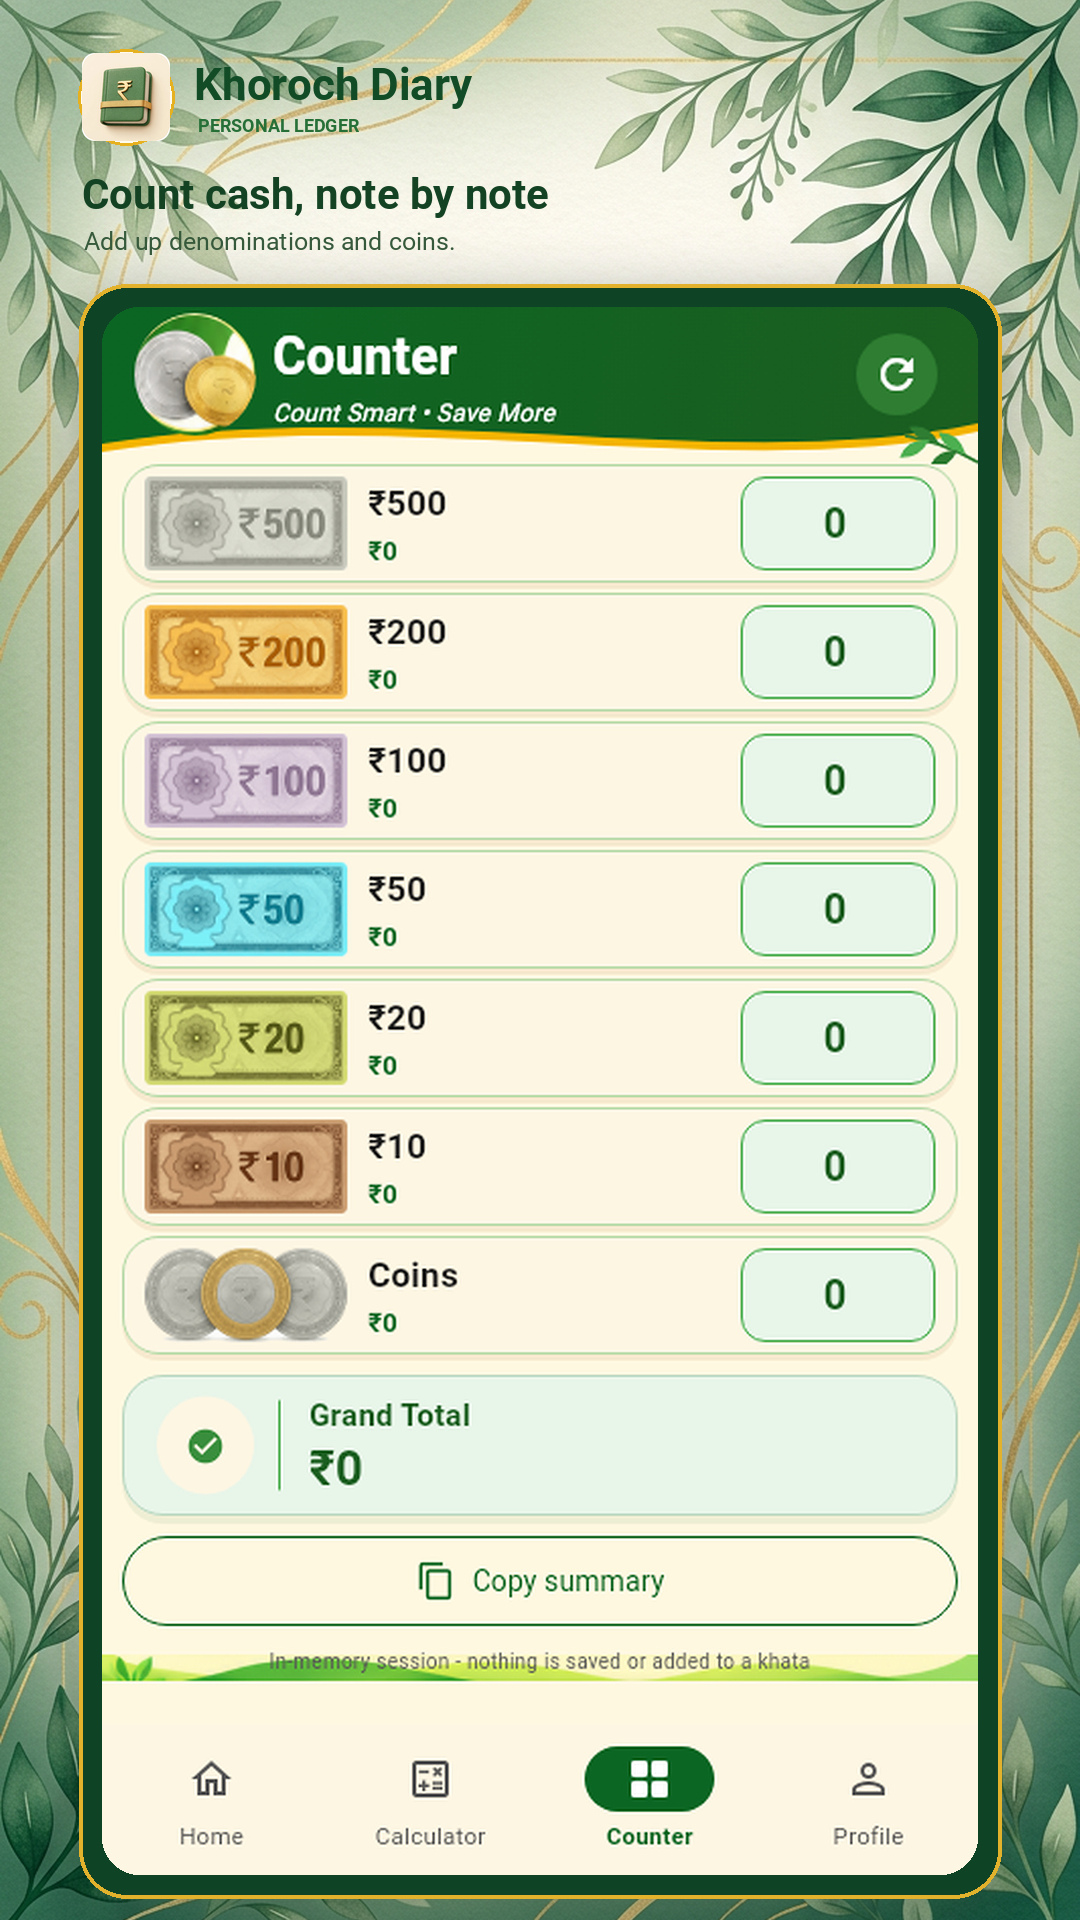 Khoroch Diary
PERSONAL LEDGER
Count cash, note by note
Add up denominations and coins.
Counter
Count Smart • Save More
₹500
₹500
₹0
0
₹200
₹200
₹0
0
₹100
₹100
₹0
0
₹50
₹50
₹0
0
₹20
₹20
₹0
0
₹10
₹10
₹0
0
Coins
₹0
0
Grand Total
₹0
Copy summary
In-memory session - nothing is saved or added to a khata
Home
Calculator
Counter
Profile